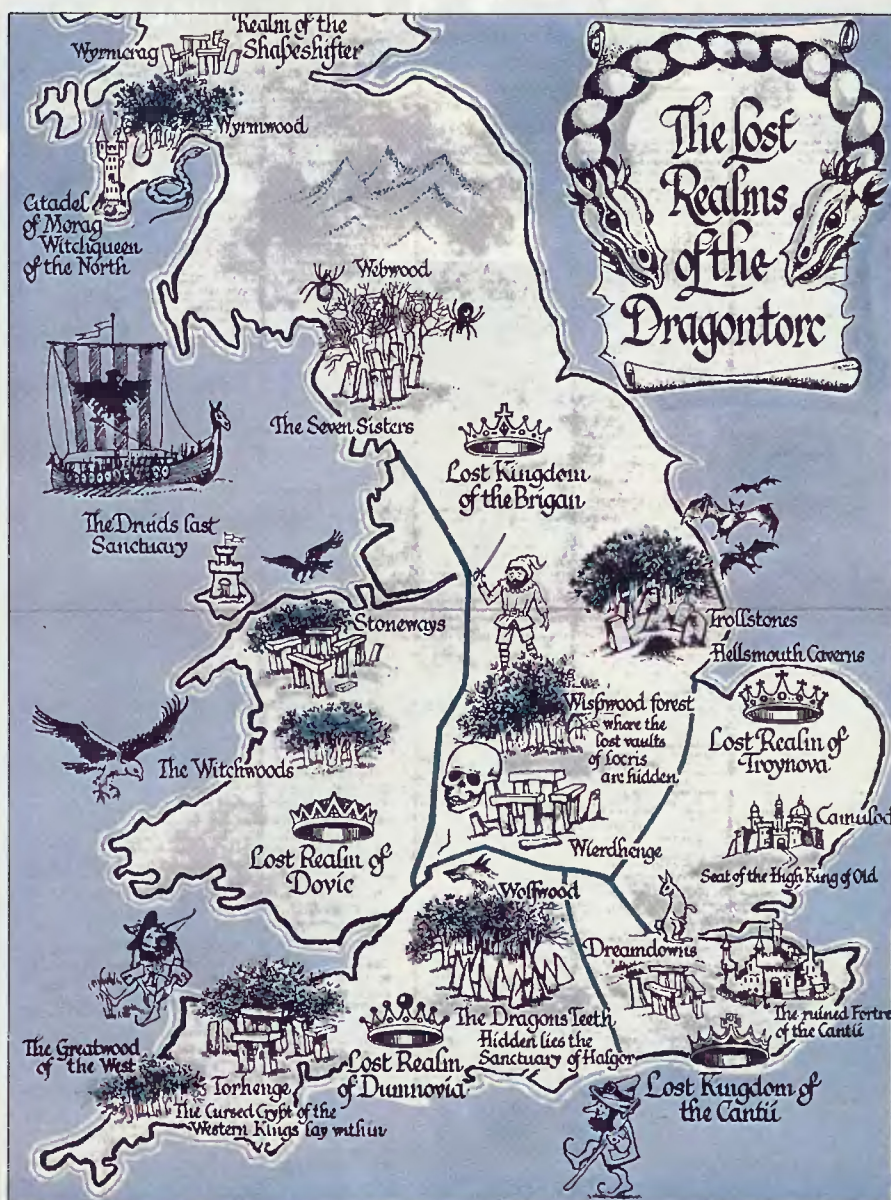 Realm of the
Shapeshifter
Wyrmcrag
Wyrmwood
Citadel
of Morag
Witchqueen
of the North
The Lost
Realms
of the
Dragontorc
Webwood
The Seven Sisters
Lost Kingdom
of the Brigan
The Druids last
Sanctuary
Stoneways
Trollstones
Hellsmouth Caverns
Wispwood forest
where the
lost vaults
of Locris
are hidden
Lost Realm of
Troynova
The Witchwoods
Camulod
Seat of the High King of Old
Lost Realm of
Dovic
Wierdhenge
Wolfwood
Dreamdowns
The ruined Fortre
of the Cantii
The Dragons Teeth
Hidden lies the
Sanctuary of Halgor
The Greatwood
of the West
Torhenge
The Cursed Crypt of the
Western Kings lay within
Lost Realm
of Dumnovia
Lost Kingdom of
the Cantii